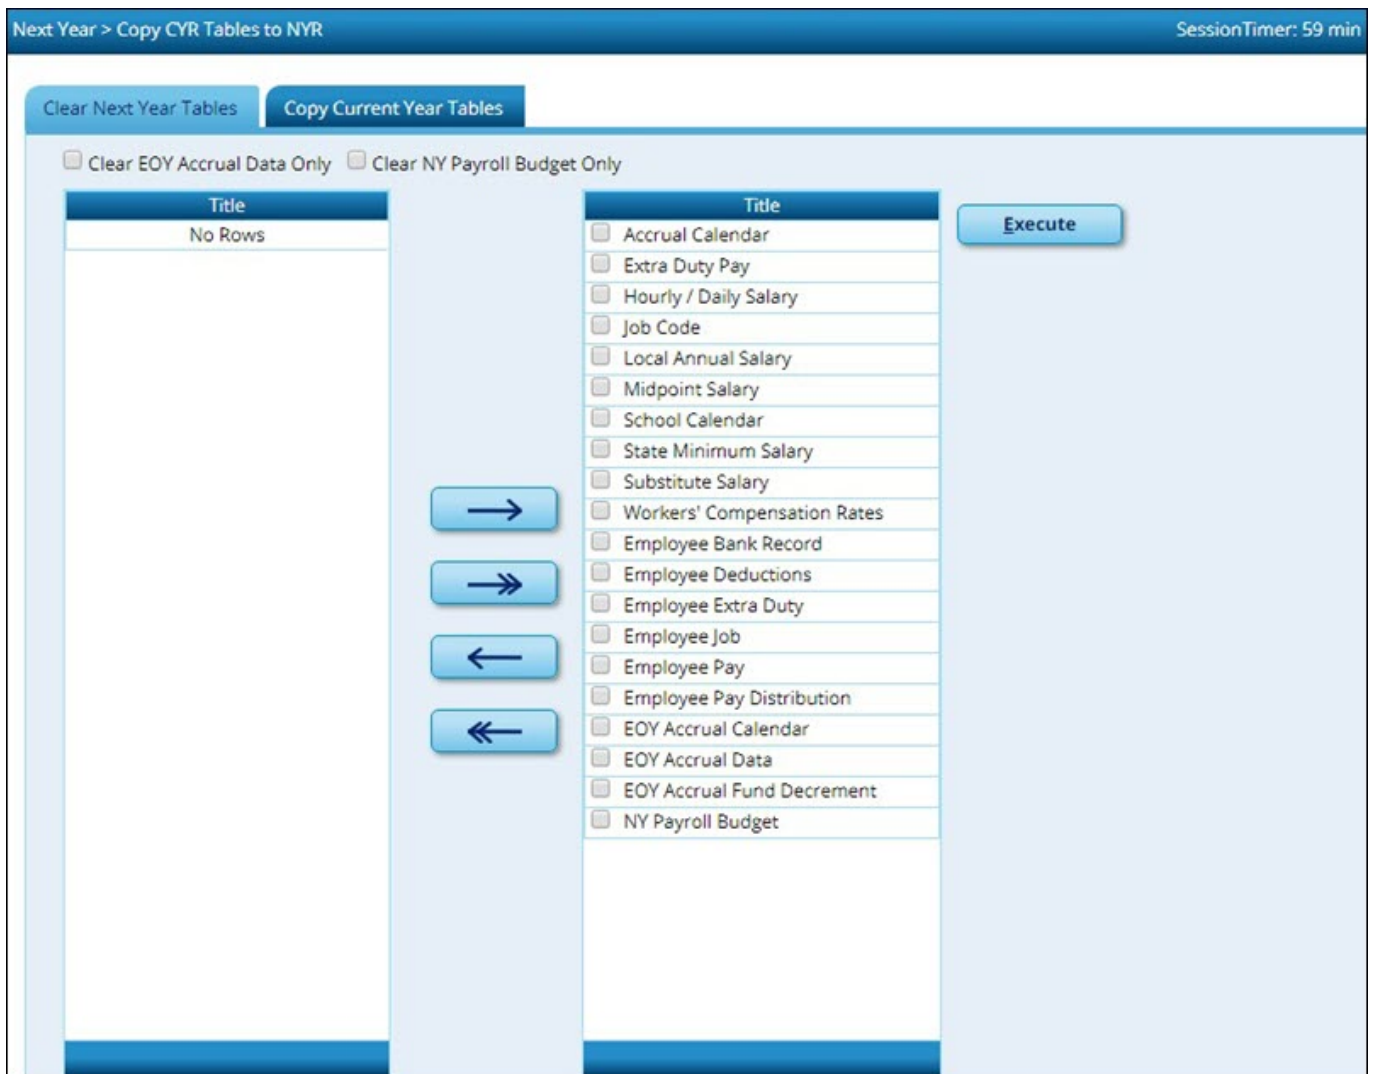 Next Year > Copy CYR Tables to NYR SessionTimer: 59 min
Clear Next Year Tables Copy Current Year Tables
Clear EOY Accrual Data Only Clear NY Payroll Budget Only
Title
No Rows
Title
Accrual Calendar
Extra Duty Pay
Hourly / Daily Salary
Job Code
Local Annual Salary
Midpoint Salary
School Calendar
State Minimum Salary
Substitute Salary
Workers' Compensation Rates
Employee Bank Record
Employee Deductions
Employee Extra Duty
Employee Job
Employee Pay
Employee Pay Distribution
EOY Accrual Calendar
EOY Accrual Data
EOY Accrual Fund Decrement
NY Payroll Budget
Execute